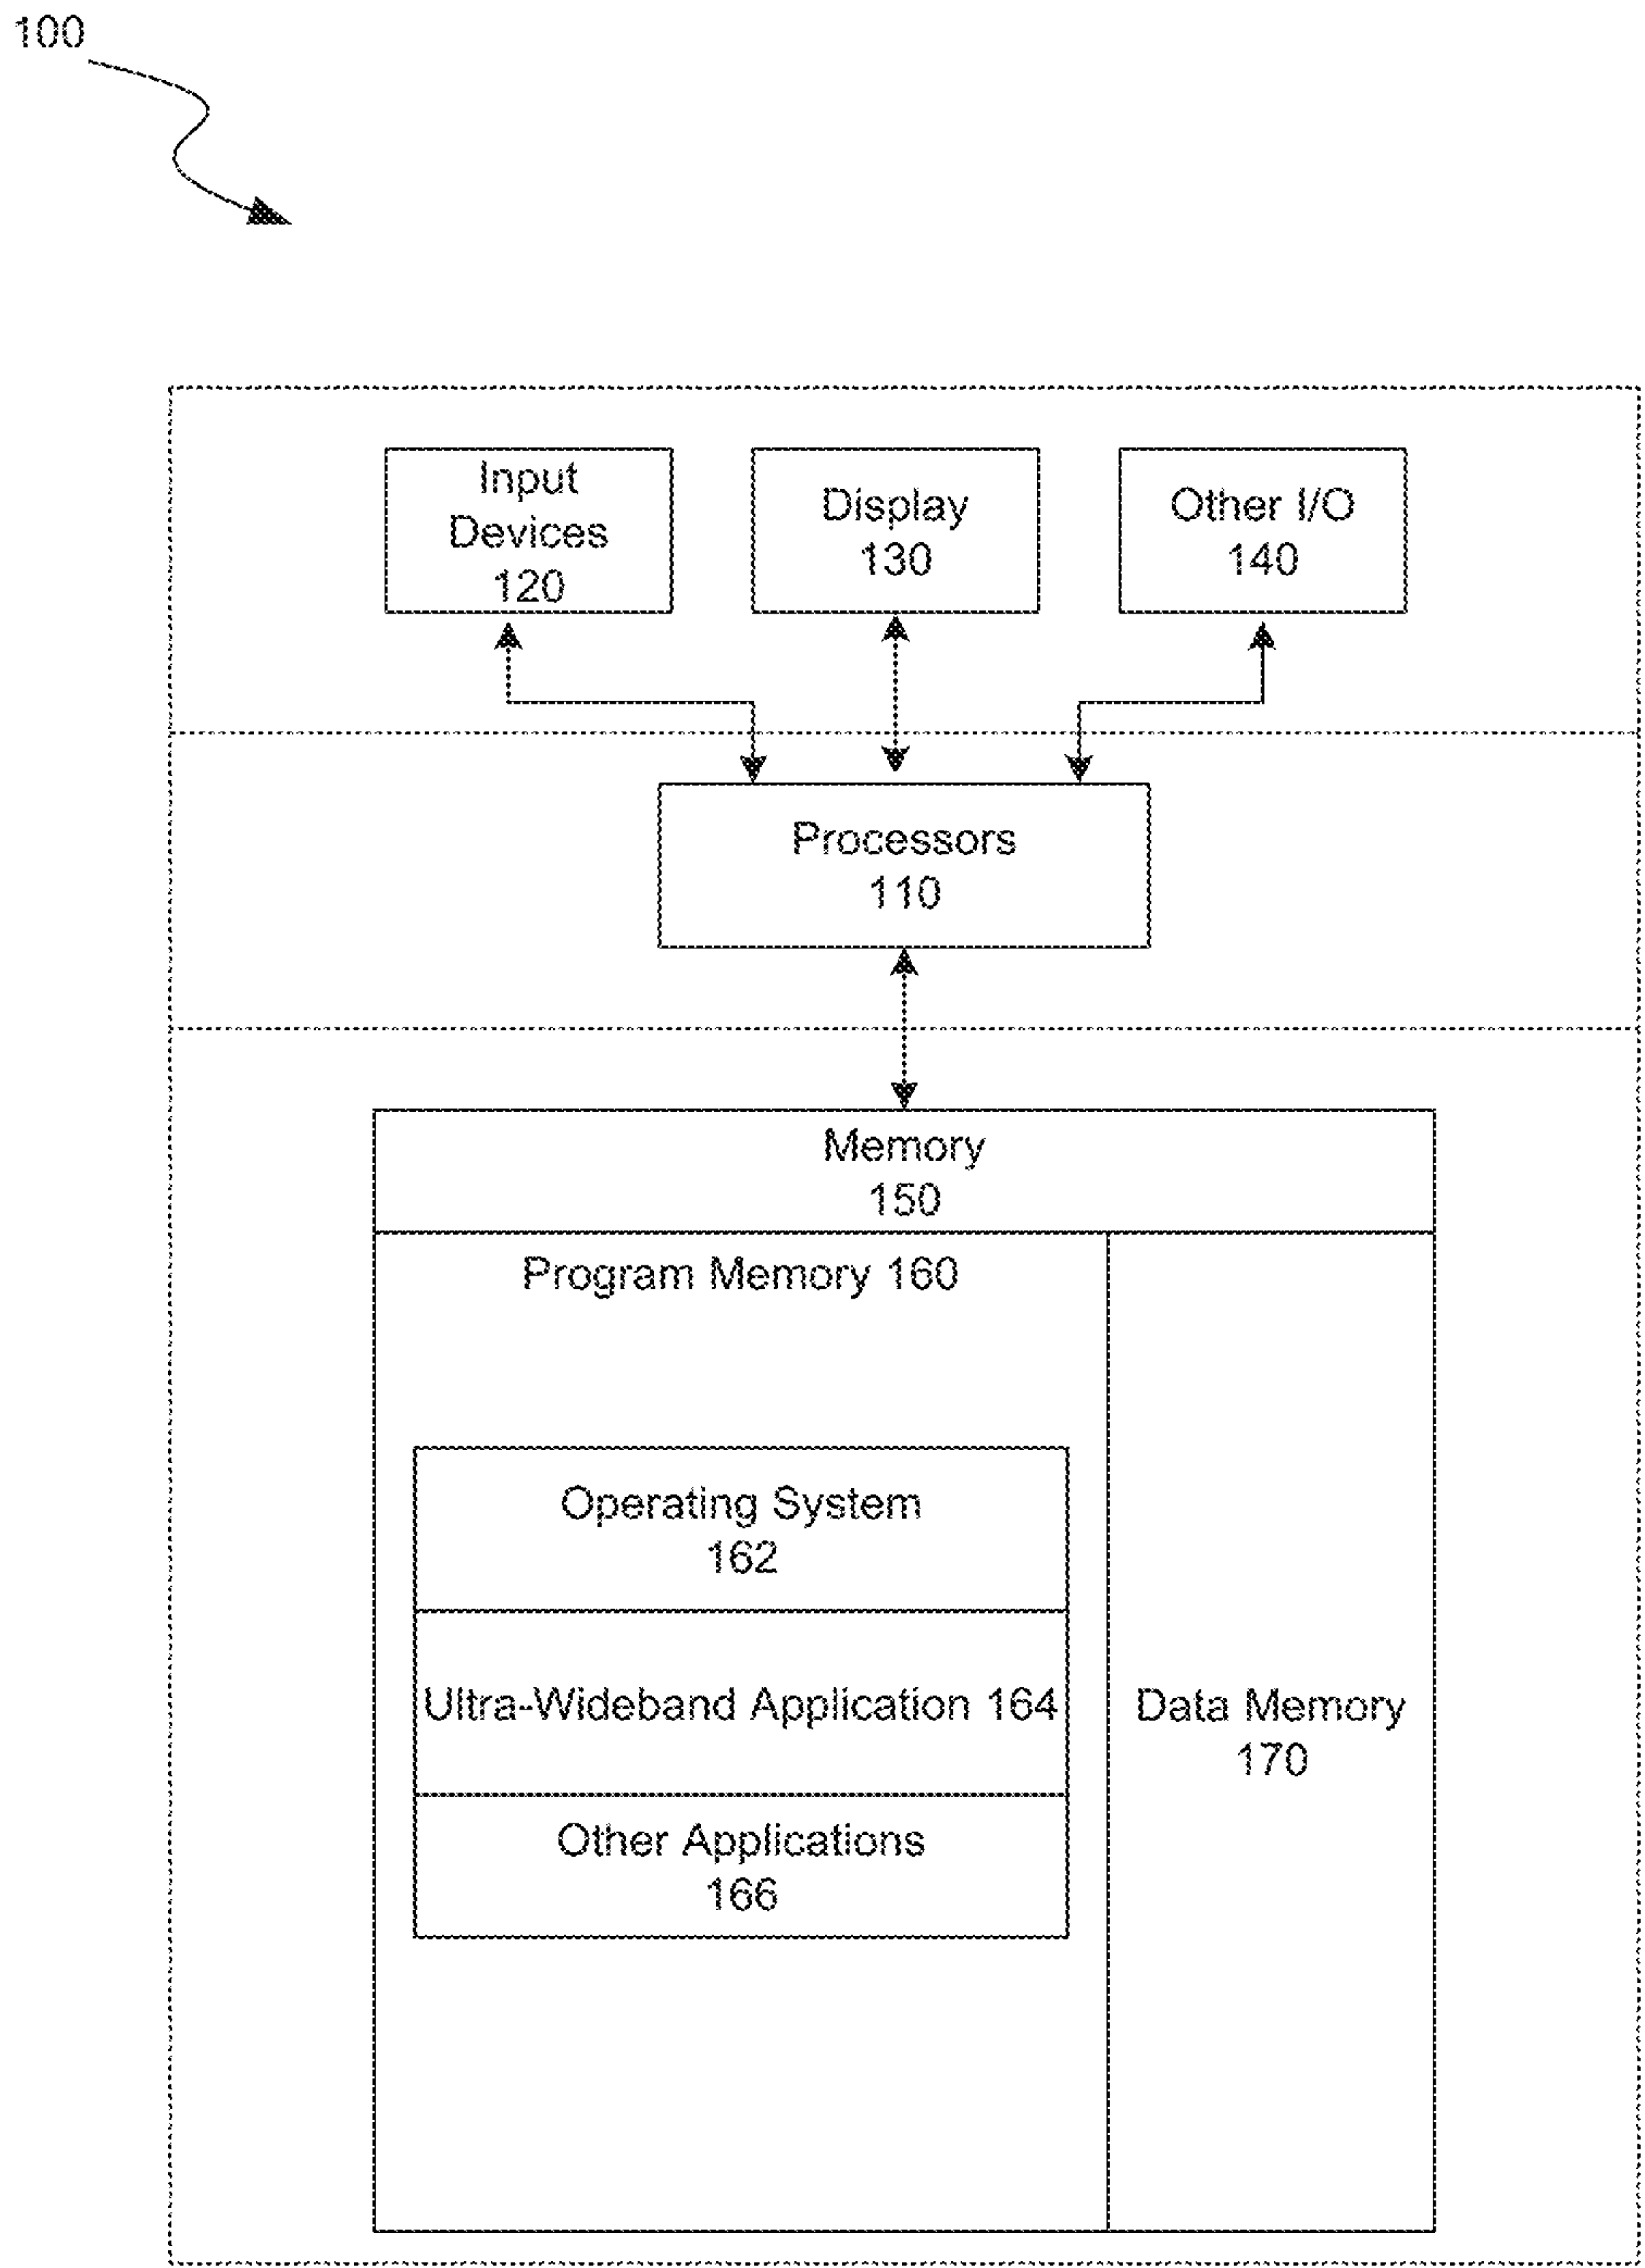 100
Input
Devices
120
Display
130
Other I/O
140
Processors
110
Memory
150
Program Memory 160
Operating System
162
Ultra-Wideband Application 164
Other Applications
166
Data Memory
170